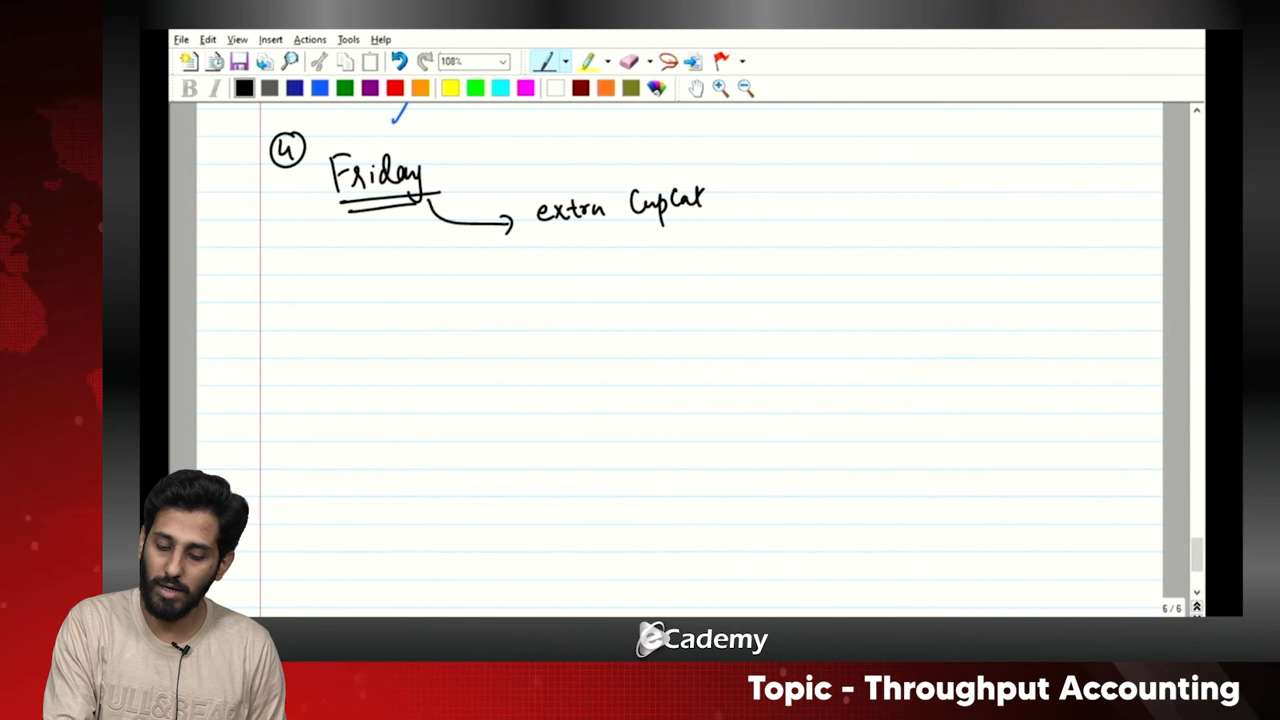 File Edit View Insert Actions Tools Help
108%
B I
4
Friday
extra CupCak
6 / 6
eCademy
Topic - Throughput Accounting